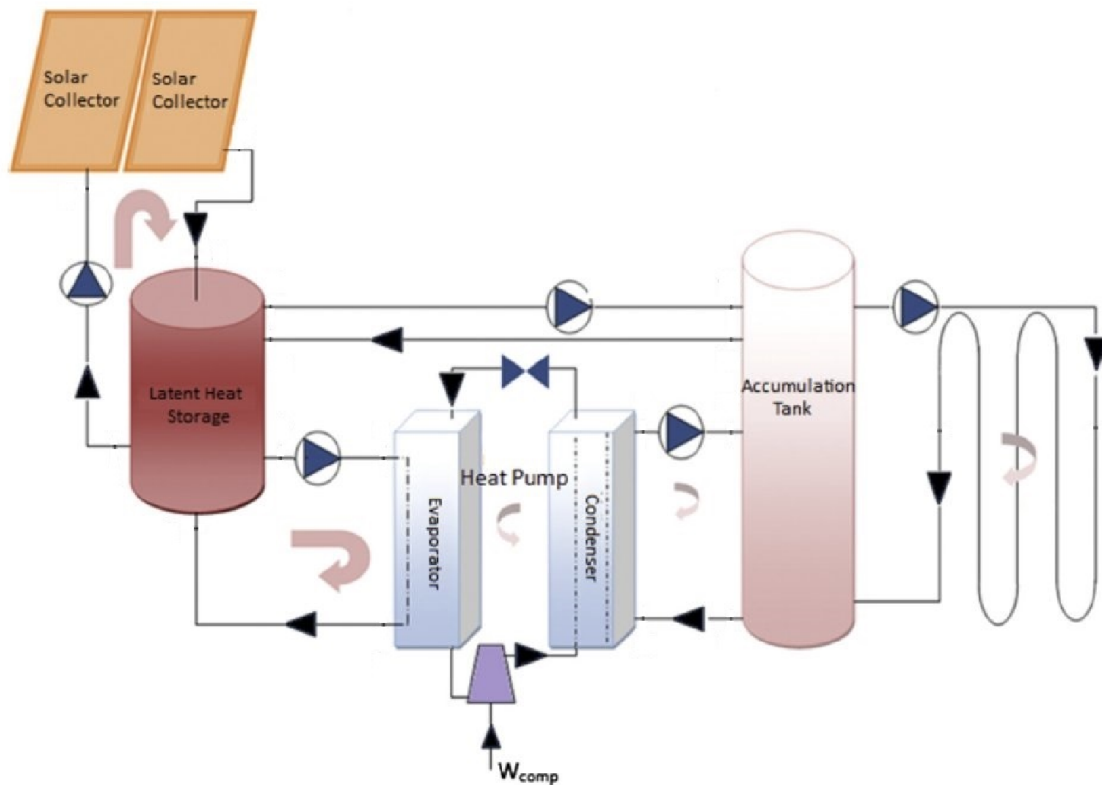 Solar
Collector
Solar
Collector
Latent Heat
Storage
Accumulation
Tank
Heat Pump
Evaporator
Condenser
Wcomp